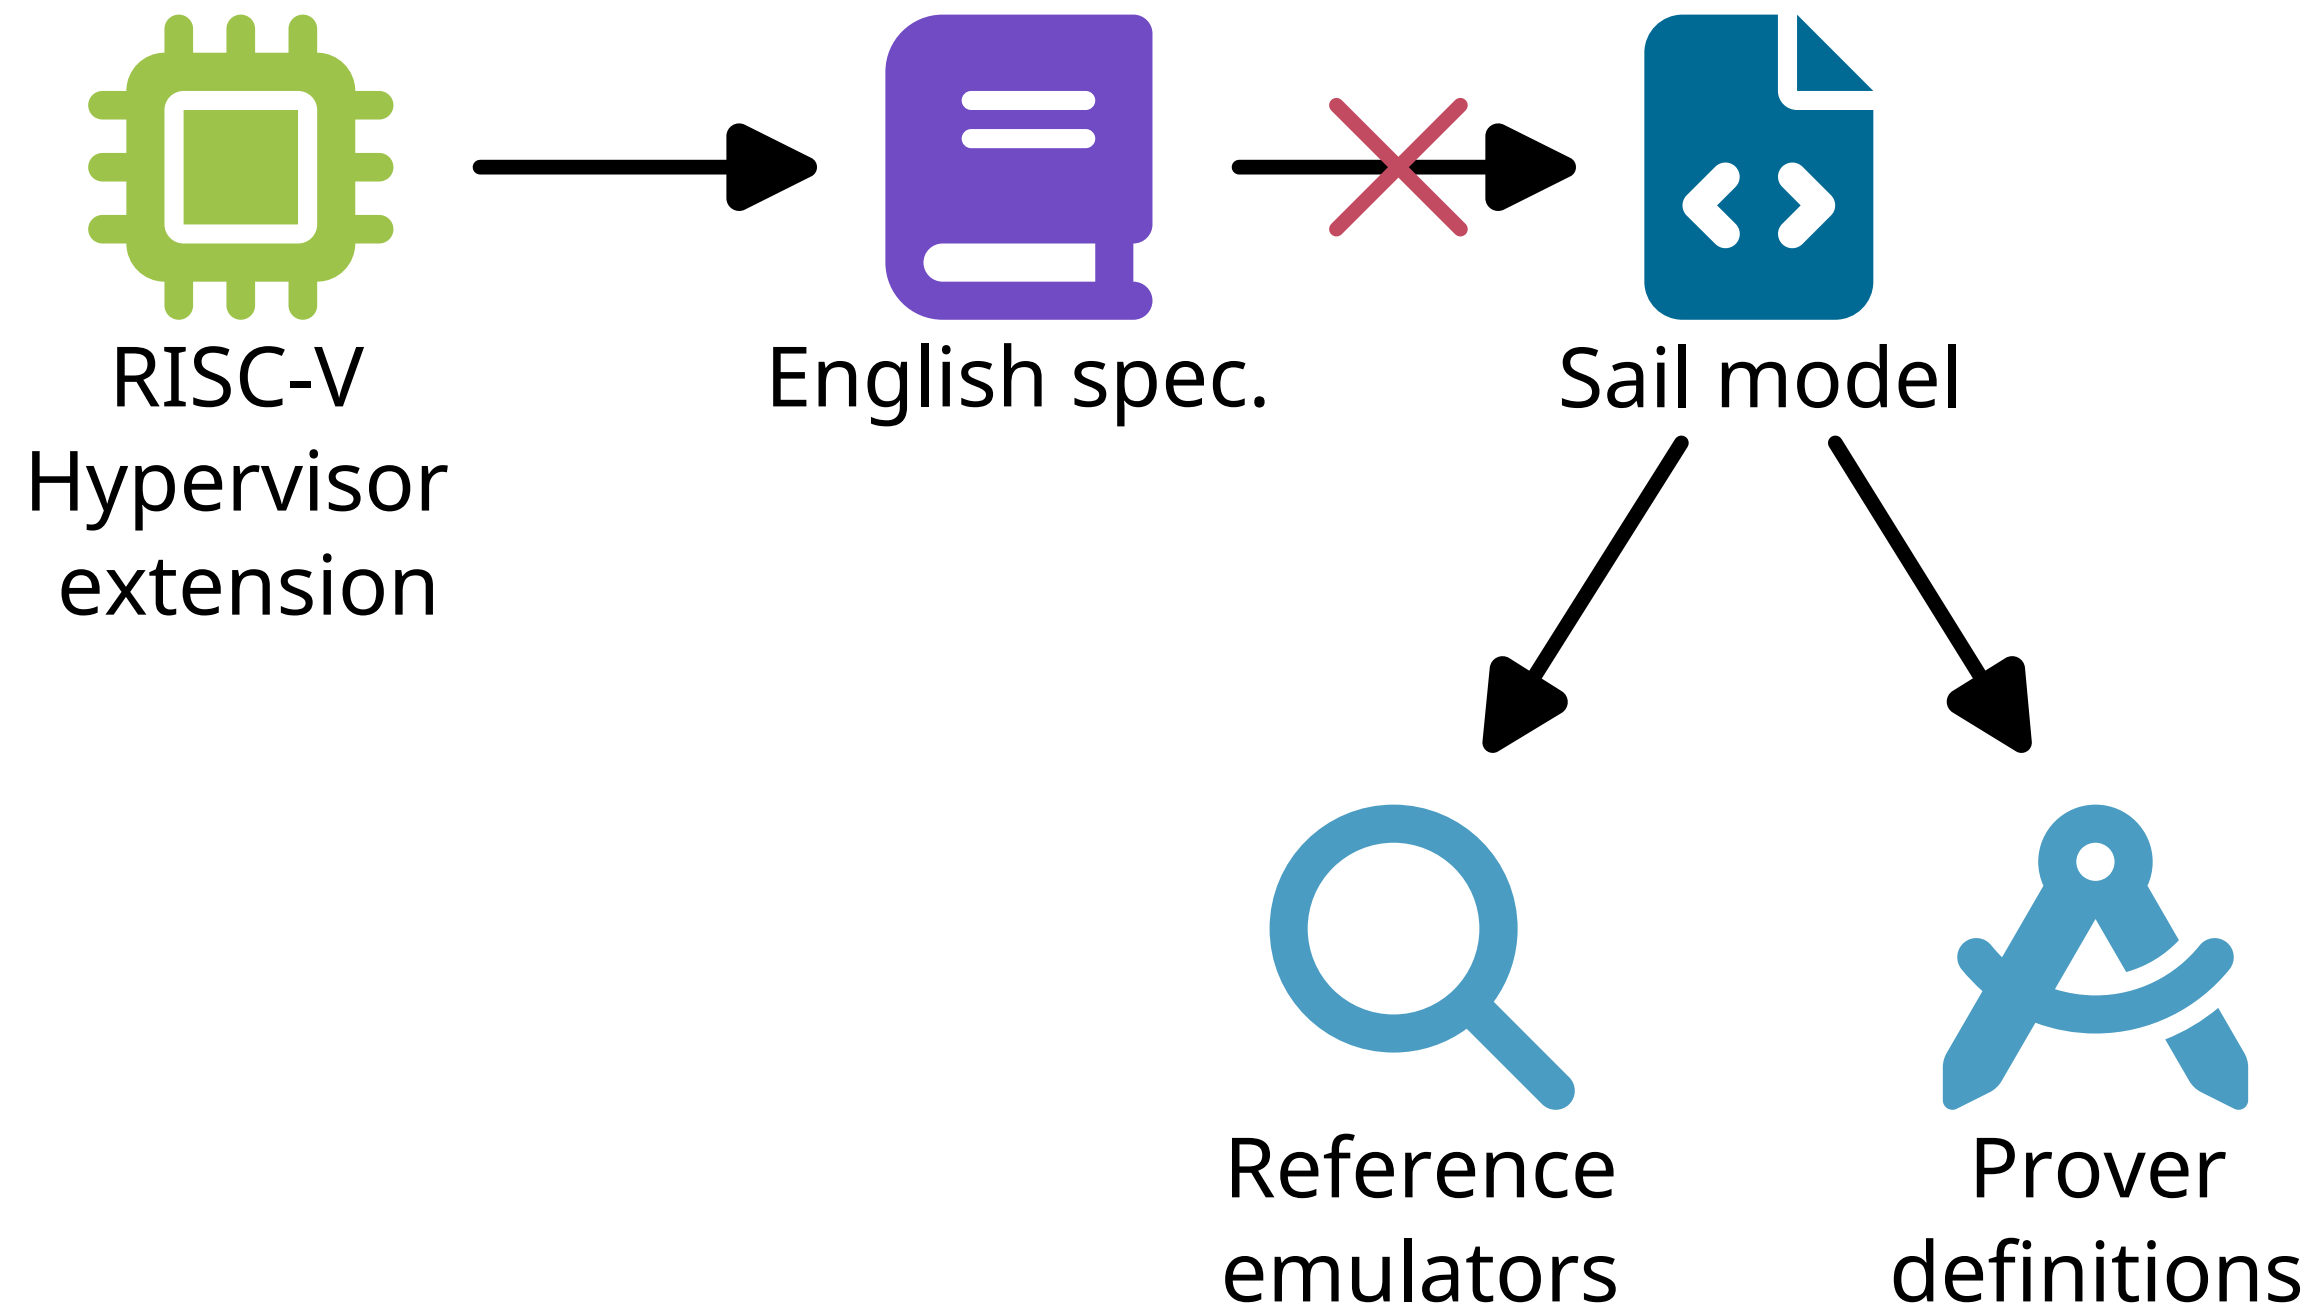 RISC-V
Hypervisor
extension
English spec.
Sail model
Reference
emulators
Prover
definitions